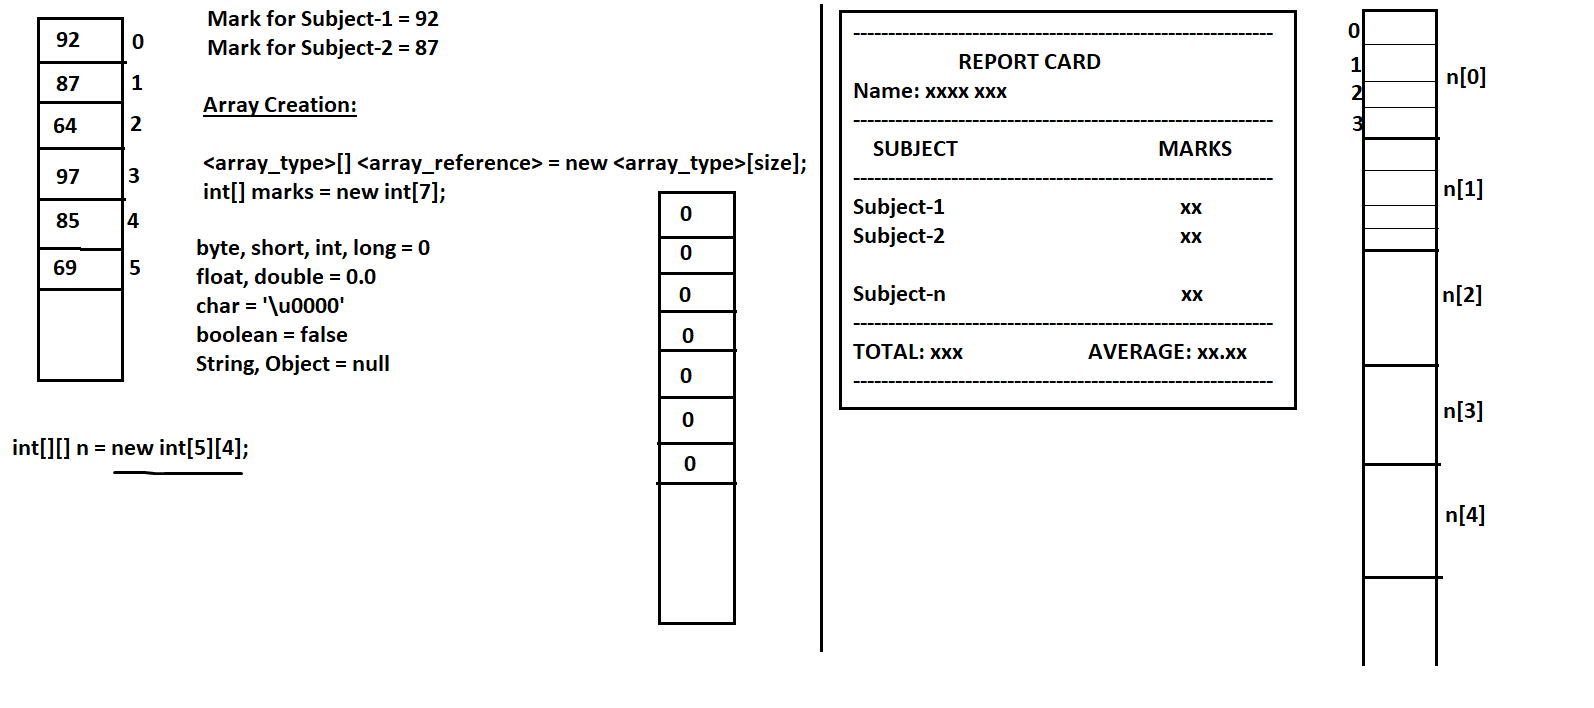 92 0
87 1
64 2
97 3
85 4
69 5
Mark for Subject-1 = 92
Mark for Subject-2 = 87
Array Creation:
<array_type>[] <array_reference> = new <array_type>[size];
int[] marks = new int[7];
byte, short, int, long = 0
float, double = 0.0
char = '\u0000'
boolean = false
String, Object = null
int[][] n = new int[5][4];
0
0
0
0
0
0
0
------------------------------------------------------------
REPORT CARD
Name: xxxx xxx
------------------------------------------------------------
SUBJECT MARKS
------------------------------------------------------------
Subject-1 xx
Subject-2 xx
Subject-n xx
------------------------------------------------------------
TOTAL: xxx AVERAGE: xx.xx
------------------------------------------------------------
0
1
2
3
n[0]
n[1]
n[2]
n[3]
n[4]